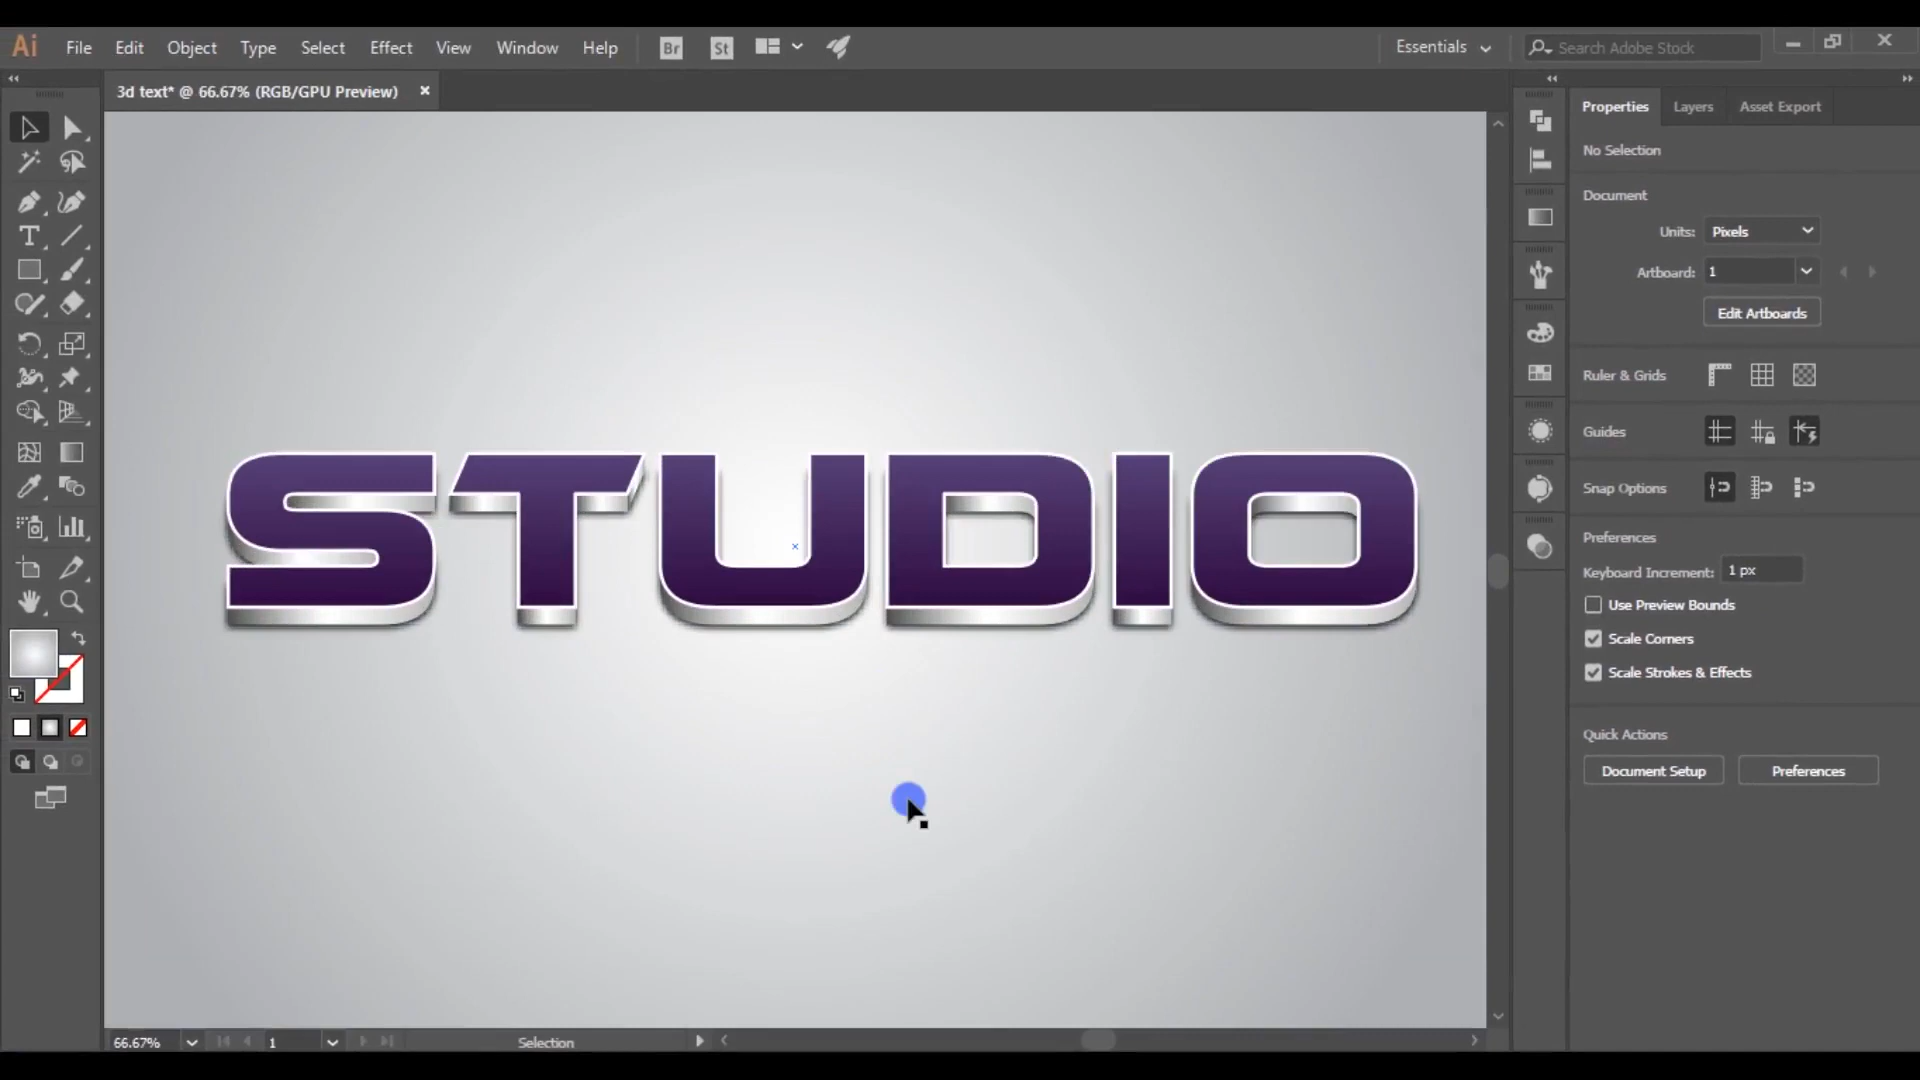 Ai File Edit Object Type Select Effect View Window Help Br St Essentials Search Adobe Stock
3d text* @ 66.67% (RGB/GPU Preview)
Properties Layers Asset Export
No Selection
Document
Units: Pixels
Artboard: 1
Edit Artboards
Ruler & Grids
Guides
Snap Options
Preferences
Keyboard Increment: 1 px
Use Preview Bounds
Scale Corners
Scale Strokes & Effects
Quick Actions
Document Setup Preferences
STUDIO
66.67% 1 Selection